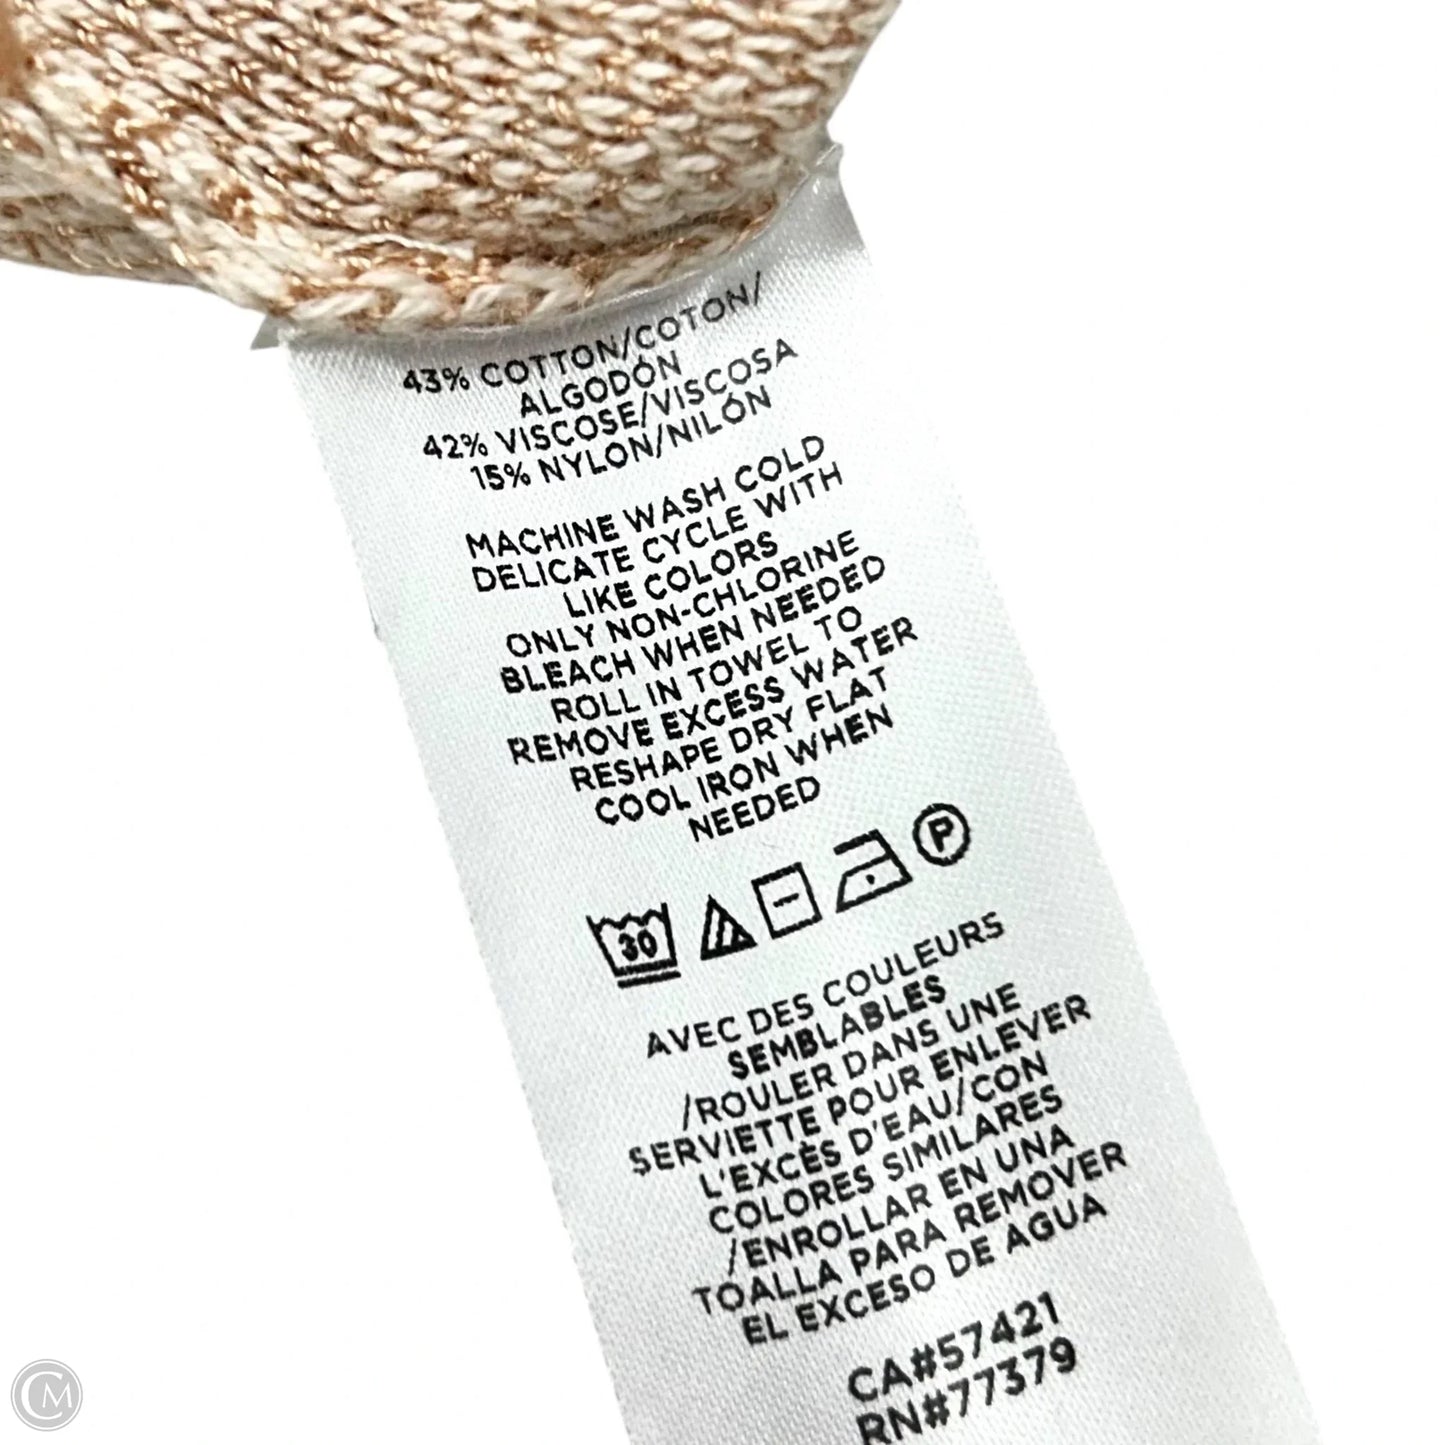 43% COTTON/COTON/
ALGODÓN
42% VISCOSE/VISCOSA
15% NYLON/NILÓN
MACHINE WASH COLD
DELICATE CYCLE WITH
LIKE COLORS
ONLY NON-CHLORINE
BLEACH WHEN NEEDED
ROLL IN TOWEL TO
REMOVE EXCESS WATER
RESHAPE DRY FLAT
COOL IRON WHEN
NEEDED
30 P
AVEC DES COULEURS
SEMBLABLES
/ROULER DANS UNE
SERVIETTE POUR ENLEVER
L'EXCÈS D'EAU/CON
COLORES SIMILARES
/ENROLLAR EN UNA
TOALLA PARA REMOVER
EL EXCESO DE AGUA
CA#57421
RN#77379
CM